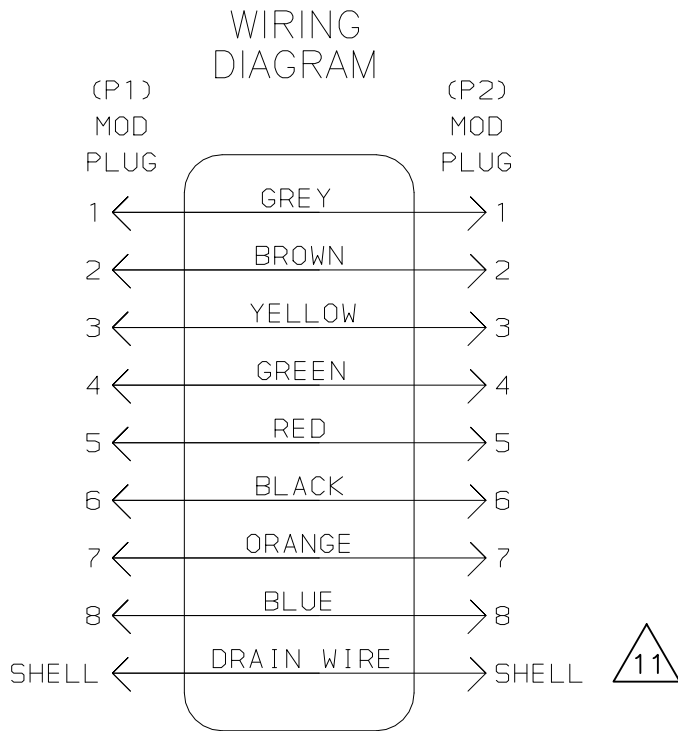 WIRING
DIAGRAM
(P1) (P2)
MOD MOD
PLUG PLUG
1 GREY 1
2 BROWN 2
3 YELLOW 3
4 GREEN 4
5 RED 5
6 BLACK 6
7 ORANGE 7
8 BLUE 8
SHELL DRAIN WIRE SHELL 11